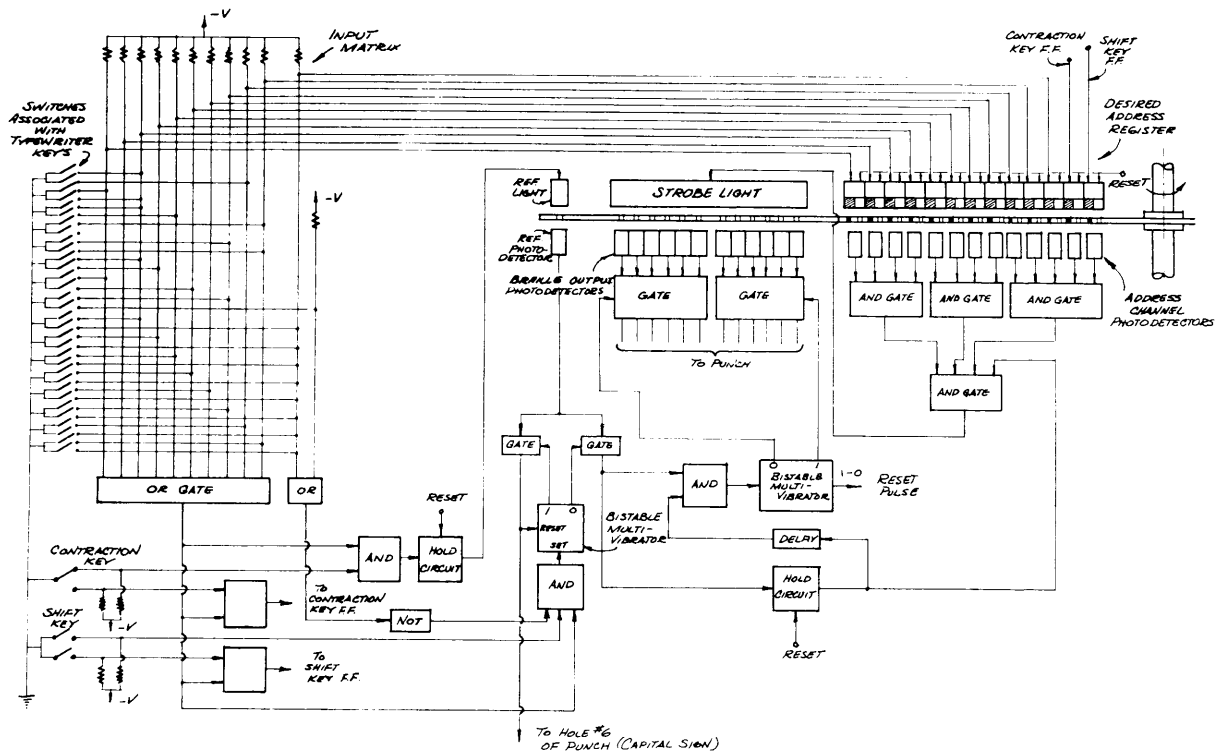 -V
INPUT
MATRIX
CONTRACTION
KEY F.F.
SHIFT
KEY
F.F.
SWITCHES
ASSOCIATED
WITH
TYPEWRITER
KEYS
DESIRED
ADDRESS
REGISTER
-V
REF
LIGHT
STROBE LIGHT
RESET
REF
PHOTO-
DETECTOR
BRAILLE OUTPUT
PHOTODETECTORS
GATE
GATE
AND GATE
AND GATE
AND GATE
ADDRESS
CHANNEL
PHOTODETECTORS
TO PUNCH
AND GATE
GATE
GATE
OR GATE
OR
AND
0 1
BISTABLE
MULTI-
VIBRATOR
1-0
RESET
PULSE
RESET
1 0
RESET
SET
BISTABLE
MULTI-
VIBRATOR
DELAY
CONTRACTION
KEY
AND
HOLD
CIRCUIT
AND
HOLD
CIRCUIT
TO
CONTRACTION
KEY F.F.
NOT
-V
SHIFT
KEY
TO
SHIFT
KEY F.F.
RESET
-V
TO HOLE #6
OF PUNCH (CAPITAL SIGN)